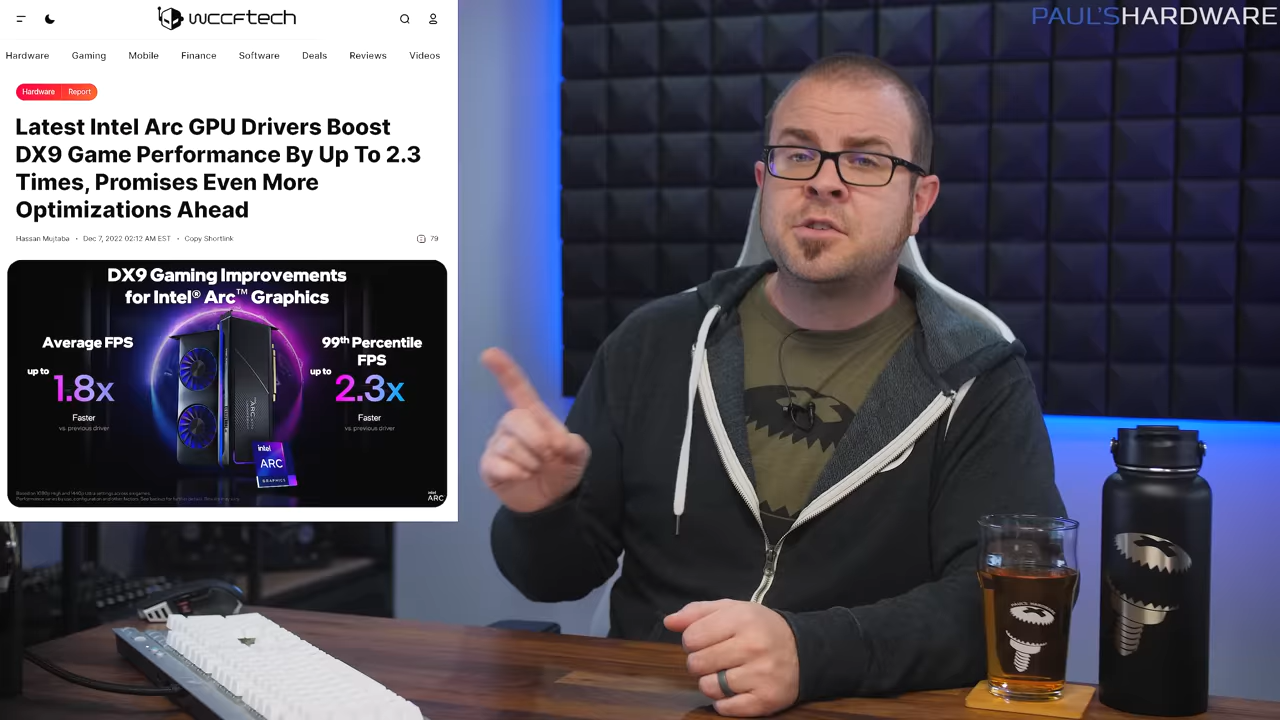 wccftech
PAUL'SHARDWARE
Hardware Gaming Mobile Finance Software Deals Reviews Videos
Hardware Report
Latest Intel Arc GPU Drivers Boost
DX9 Game Performance By Up To 2.3
Times, Promises Even More
Optimizations Ahead
Hassan Mujtaba • Dec 7, 2022 02:12 AM EST • Copy Shortlink
79
DX9 Gaming Improvements
for Intel® Arc™ Graphics
Average FPS
up to
1.8x
Faster
vs. previous driver
99th Percentile
FPS
up to
2.3x
Faster
vs. previous driver
ARC
intel
ARC
GRAPHICS
intel
ARC
PAUL'S HARDWARE